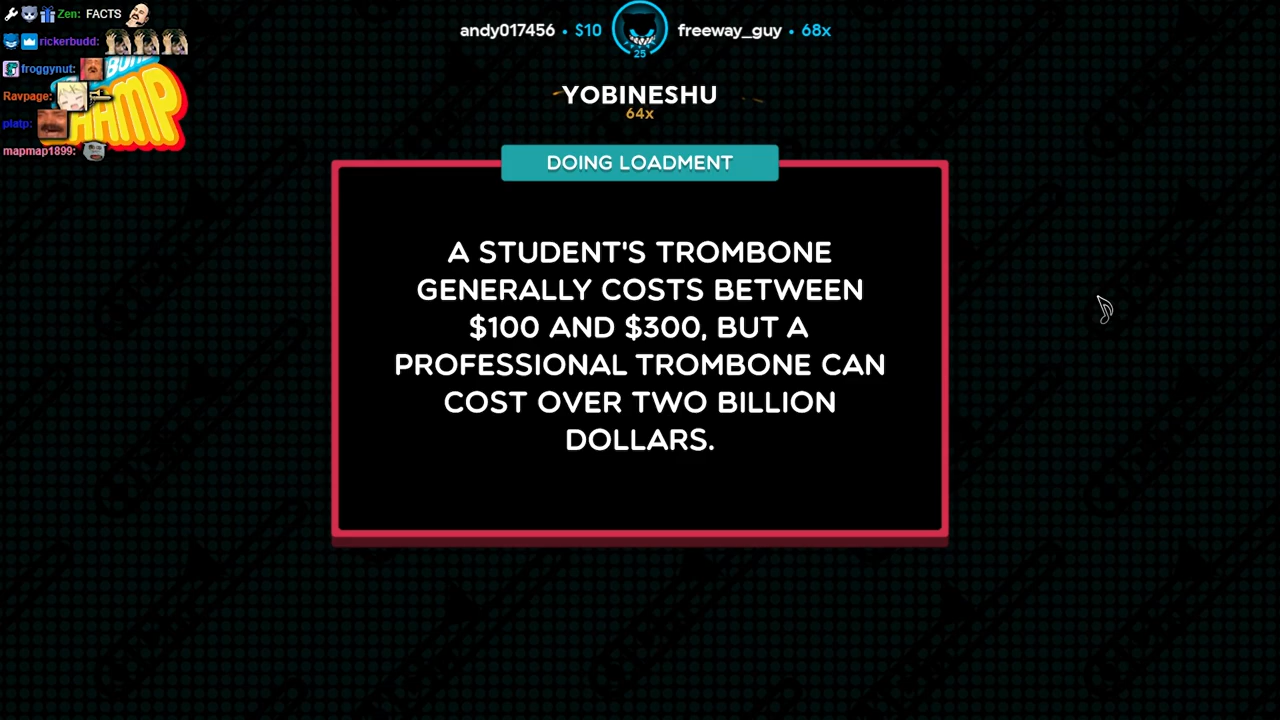 Zen: FACTS
rickerbudd:
froggynut:
Ravpage:
platp:
mapmap1899:
andy017456 • $10
25
freeway_guy • 68x
YOBINESHU
64x
DOING LOADMENT
A STUDENT'S TROMBONE
GENERALLY COSTS BETWEEN
$100 AND $300, BUT A
PROFESSIONAL TROMBONE CAN
COST OVER TWO BILLION
DOLLARS.